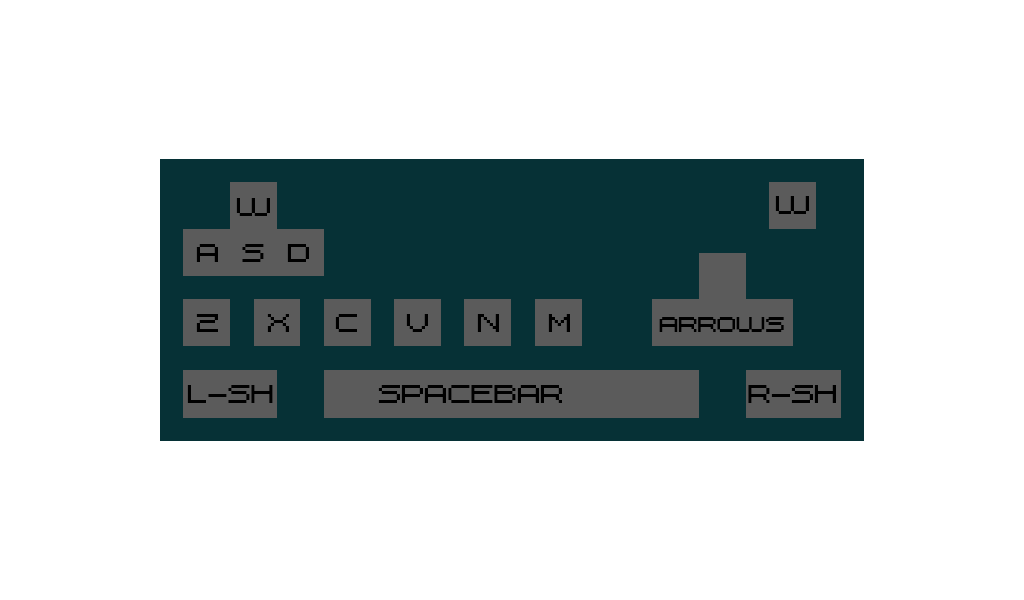 W W
A S D
Z X C V N M ARROWS
L-SH SPACEBAR R-SH